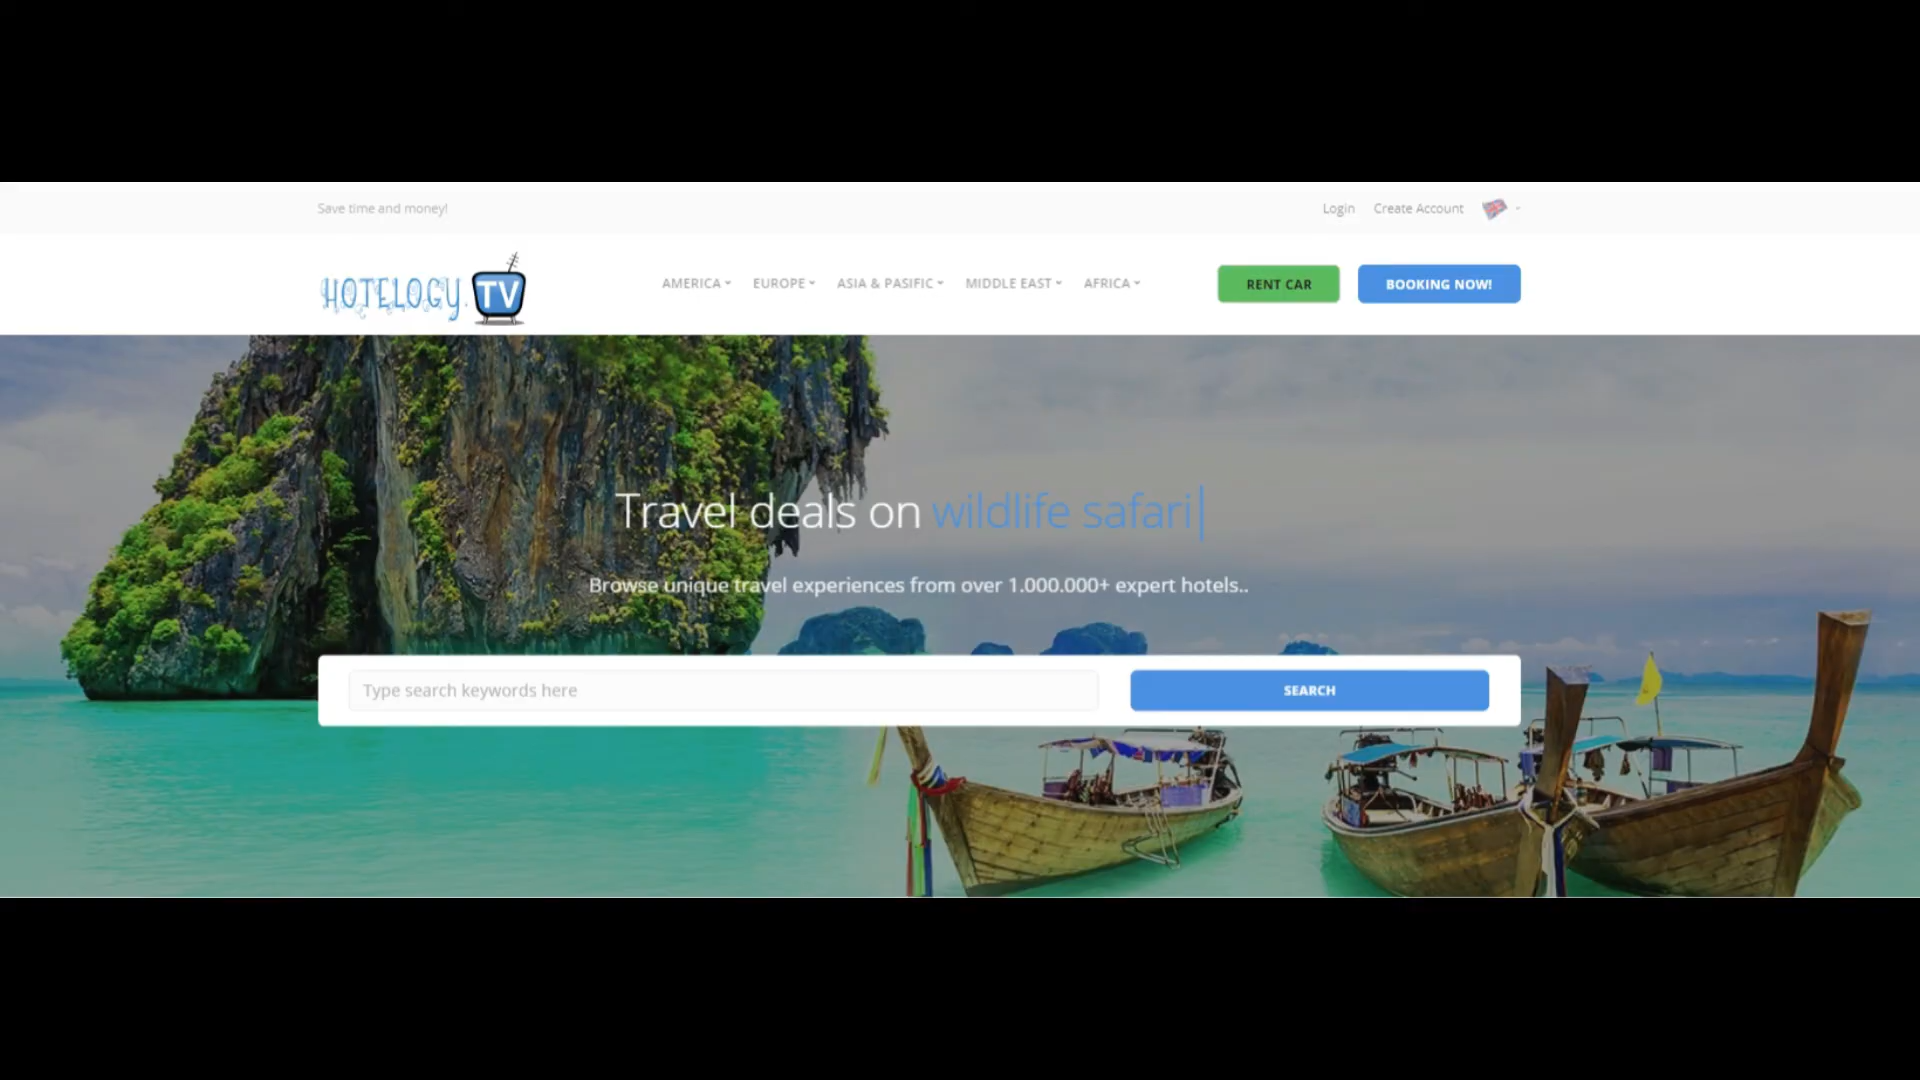 Save time and money!
Login Create Account
HOTELOGY.TV
AMERICA EUROPE ASIA & PASIFIC MIDDLE EAST AFRICA
RENT CAR
BOOKING NOW!
Travel deals on wildlife safari
Browse unique travel experiences from over 1.000.000+ expert hotels..
Type search keywords here
SEARCH